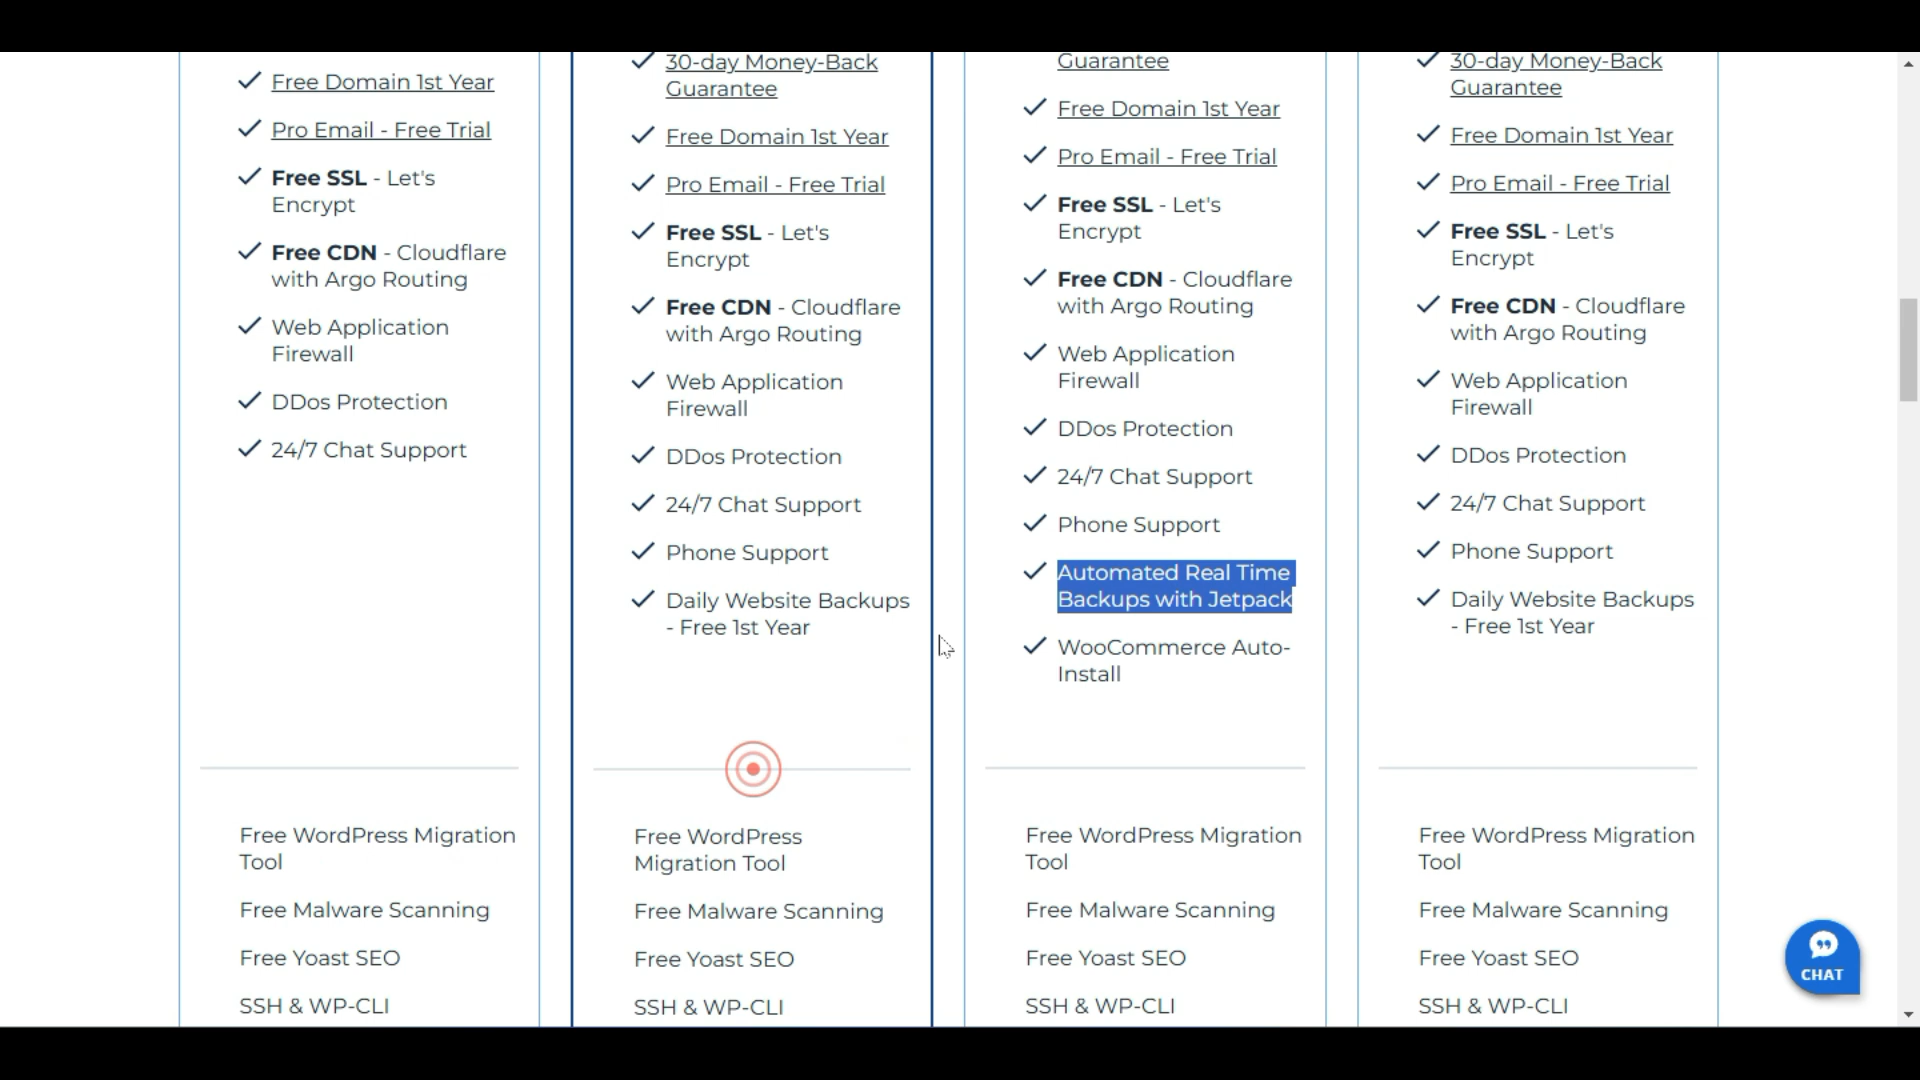 Free Domain 1st Year
Pro Email - Free Trial
Free SSL - Let's
Encrypt
Free CDN - Cloudflare
with Argo Routing
Web Application
Firewall
DDos Protection
24/7 Chat Support
Free WordPress Migration
Tool
Free Malware Scanning
Free Yoast SEO
SSH & WP-CLI
30-day Money-Back
Guarantee
Free Domain 1st Year
Pro Email - Free Trial
Free SSL - Let's
Encrypt
Free CDN - Cloudflare
with Argo Routing
Web Application
Firewall
DDos Protection
24/7 Chat Support
Phone Support
Daily Website Backups
- Free 1st Year
Free WordPress
Migration Tool
Free Malware Scanning
Free Yoast SEO
SSH & WP-CLI
Guarantee
Free Domain 1st Year
Pro Email - Free Trial
Free SSL - Let's
Encrypt
Free CDN - Cloudflare
with Argo Routing
Web Application
Firewall
DDos Protection
24/7 Chat Support
Phone Support
Automated Real Time
Backups with Jetpack
WooCommerce Auto-
Install
Free WordPress Migration
Tool
Free Malware Scanning
Free Yoast SEO
SSH & WP-CLI
30-day Money-Back
Guarantee
Free Domain 1st Year
Pro Email - Free Trial
Free SSL - Let's
Encrypt
Free CDN - Cloudflare
with Argo Routing
Web Application
Firewall
DDos Protection
24/7 Chat Support
Phone Support
Daily Website Backups
- Free 1st Year
Free WordPress Migration
Tool
Free Malware Scanning
Free Yoast SEO
SSH & WP-CLI
CHAT